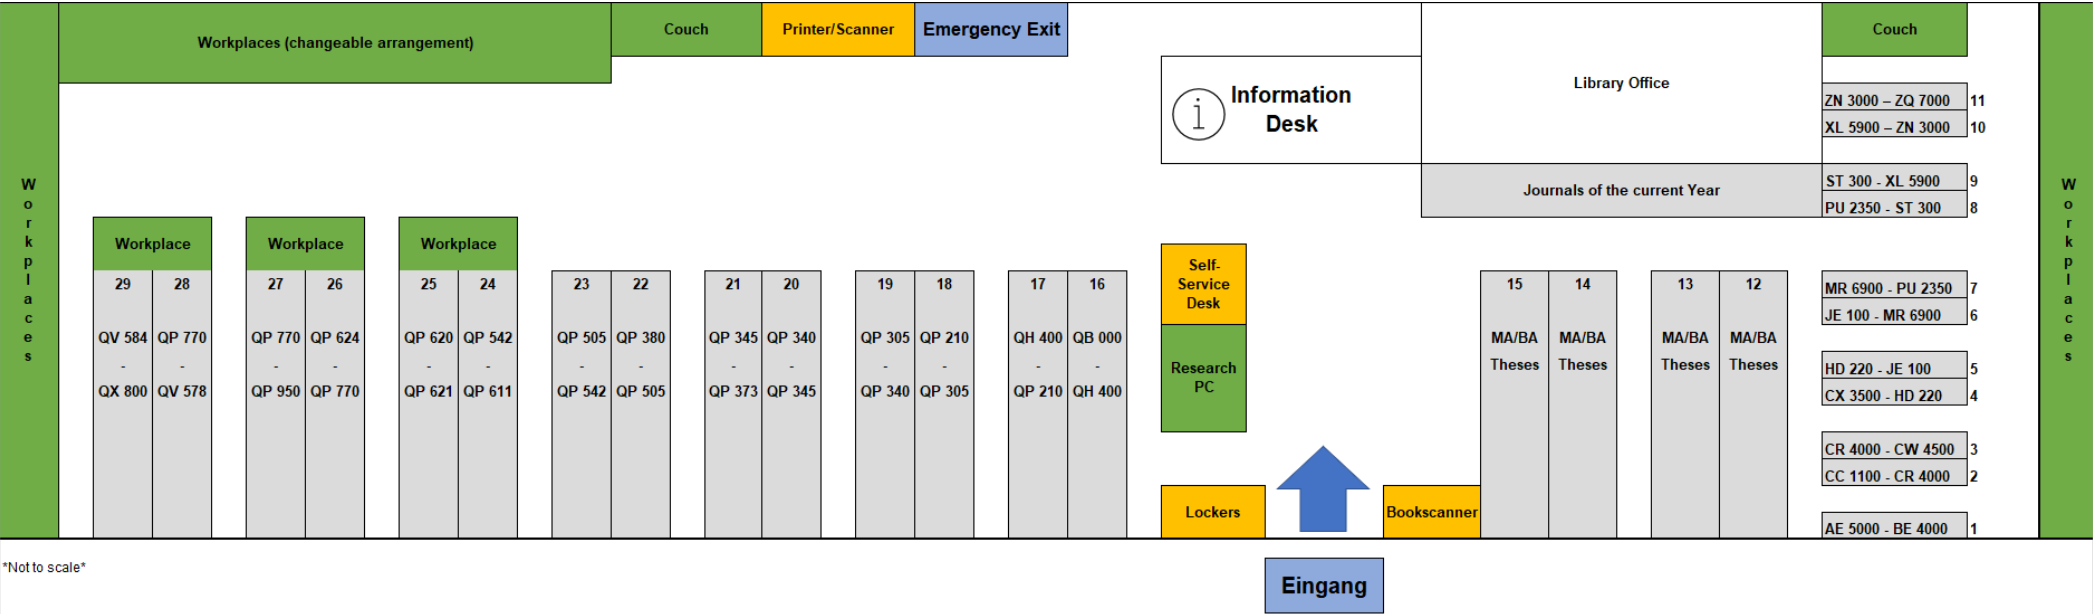 Workplaces (changeable arrangement)
Couch
Printer/Scanner
Emergency Exit
Couch
Information
Desk
Library Office
ZN 3000 – ZQ 7000 11
XL 5900 – ZN 3000 10
Journals of the current Year
ST 300 - XL 5900 9
PU 2350 - ST 300 8
Workplaces
Workplaces
Workplace
Workplace
Workplace
29 28 27 26 25 24 23 22 21 20 19 18 17 16
QV 584 QP 770 QP 770 QP 624 QP 620 QP 542 QP 505 QP 380 QP 345 QP 340 QP 305 QP 210 QH 400 QB 000
- - - - - - - - - - - - - -
QX 800 QV 578 QP 950 QP 770 QP 621 QP 611 QP 542 QP 505 QP 373 QP 345 QP 340 QP 305 QP 210 QH 400
Self-
Service
Desk
Research
PC
15 14 13 12
MA/BA MA/BA MA/BA MA/BA
Theses Theses Theses Theses
MR 6900 - PU 2350 7
JE 100 - MR 6900 6
HD 220 - JE 100 5
CX 3500 - HD 220 4
CR 4000 - CW 4500 3
CC 1100 - CR 4000 2
AE 5000 - BE 4000 1
Lockers
Bookscanner
*Not to scale*
Eingang